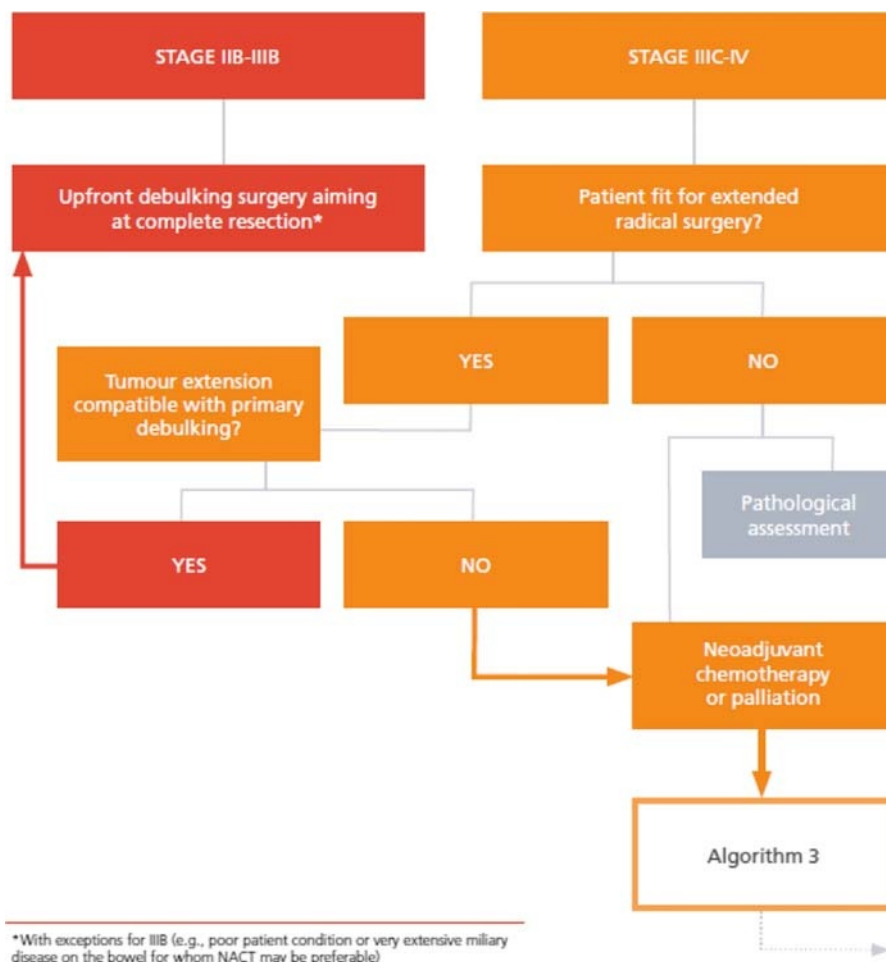 STAGE IIB-IIIB
STAGE IIIC-IV
Upfront debulking surgery aiming
at complete resection*
Patient fit for extended
radical surgery?
YES
NO
Tumour extension
compatible with primary
debulking?
Pathological
assessment
YES
NO
Neoadjuvant
chemotherapy
or palliation
Algorithm 3
*With exceptions for IIIB (e.g., poor patient condition or very extensive miliary
disease on the bowel for whom NACT may be preferable)